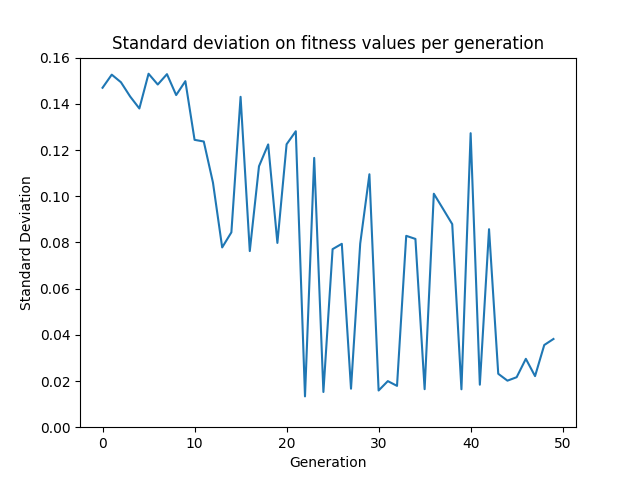 Standard deviation on fitness values per generation
0.16
0.14
0.12
0.10
0.08
0.06
0.04
0.02
0.00
Standard Deviation
0 10 20 30 40 50
Generation